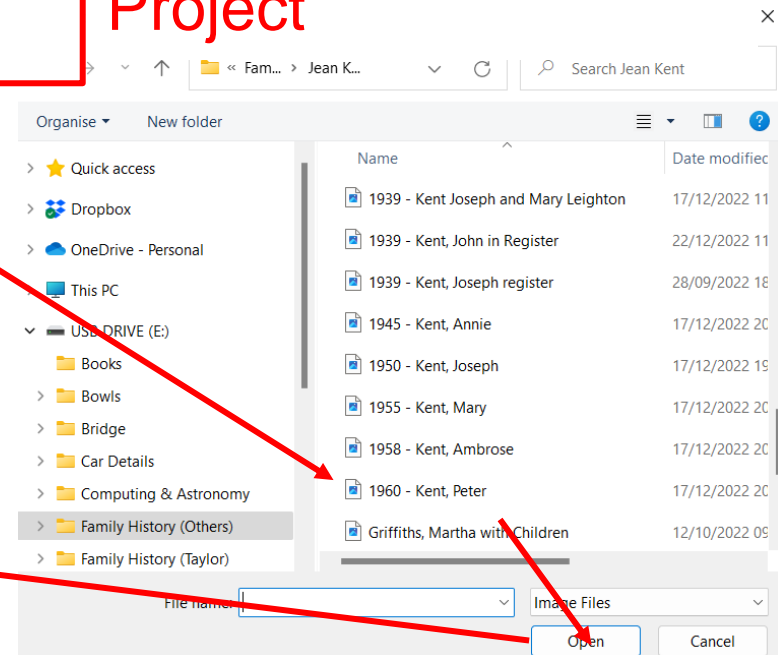 Project
« Fam... > Jean K...
Search Jean Kent
Organise
New folder
Name
Date modified
Quick access
1939 - Kent Joseph and Mary Leighton 17/12/2022 11
Dropbox
1939 - Kent, John in Register 22/12/2022 11
OneDrive - Personal
1939 - Kent, Joseph register 28/09/2022 18
This PC
1945 - Kent, Annie 17/12/2022 20
USB DRIVE (E:)
Books
1950 - Kent, Joseph 17/12/2022 19
Bowls
1955 - Kent, Mary 17/12/2022 20
Bridge
1958 - Kent, Ambrose 17/12/2022 20
Car Details
Computing & Astronomy
1960 - Kent, Peter 17/12/2022 20
Family History (Others)
Griffiths, Martha with Children 12/10/2022 09
Family History (Taylor)
File name:
Image Files
Open
Cancel